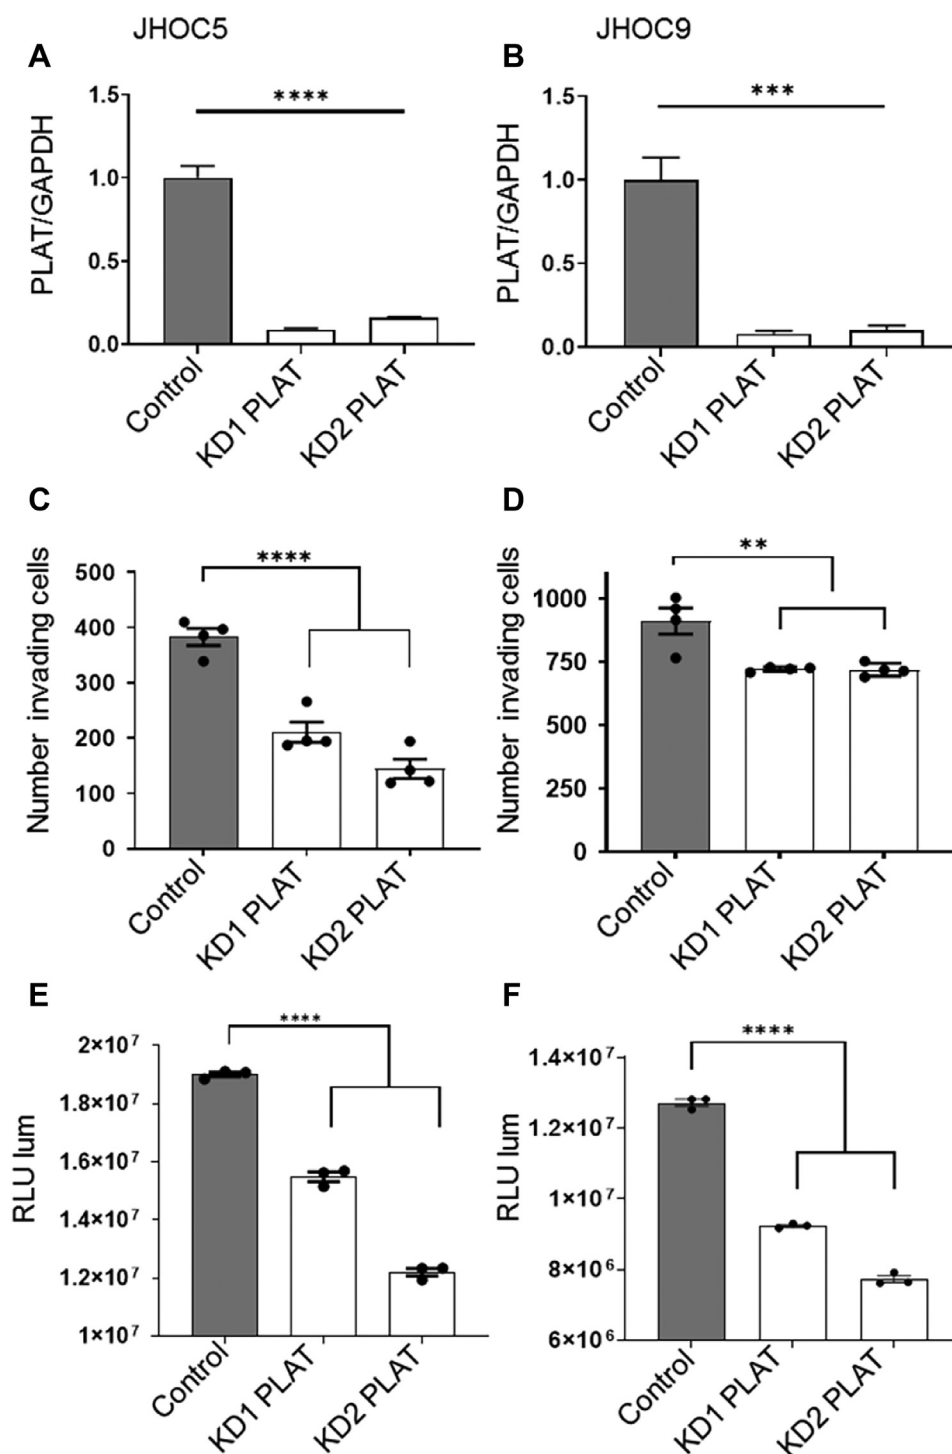 JHOC5
JHOC9
A
B
PLAT/GAPDH
1.5
1.0
0.5
0.0
****
Control
KD1 PLAT
KD2 PLAT
PLAT/GAPDH
1.5
1.0
0.5
0.0
***
Control
KD1 PLAT
KD2 PLAT
C
D
Number invading cells
500
400
300
200
100
0
****
Control
KD1 PLAT
KD2 PLAT
Number invading cells
1000
750
500
250
0
**
Control
KD1 PLAT
KD2 PLAT
E
F
RLU lum
2×10⁷
1.8×10⁷
1.6×10⁷
1.4×10⁷
1.2×10⁷
1×10⁷
****
Control
KD1 PLAT
KD2 PLAT
RLU lum
1.4×10⁷
1.2×10⁷
1×10⁷
8×10⁶
6×10⁶
****
Control
KD1 PLAT
KD2 PLAT